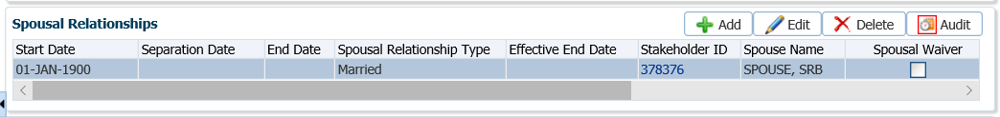 Spousal Relationships Add Edit Delete Audit
Start Date Separation Date End Date Spousal Relationship Type Effective End Date Stakeholder ID Spouse Name Spousal Waiver
01-JAN-1900 Married 378376 SPOUSE, SRB